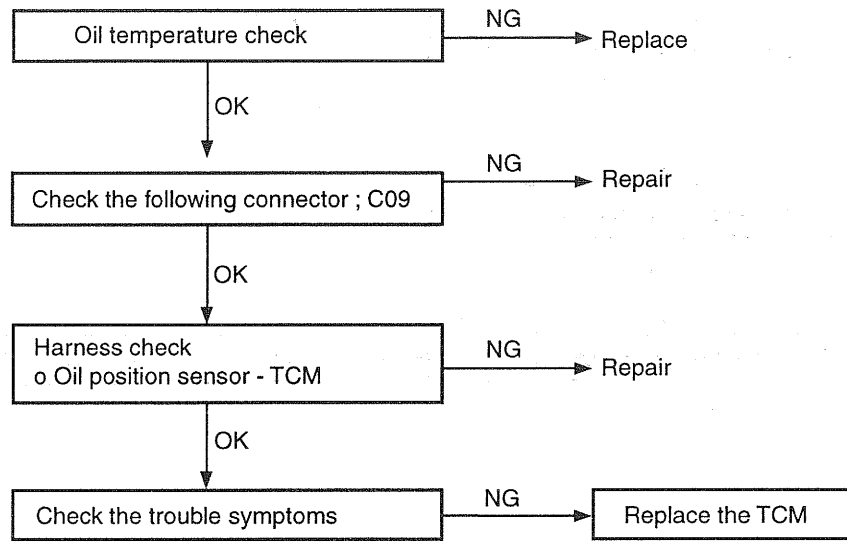 Oil temperature check
NG
Replace
OK
Check the following connector ; C09
NG
Repair
OK
Harness check
o Oil position sensor - TCM
NG
Repair
OK
Check the trouble symptoms
NG
Replace the TCM